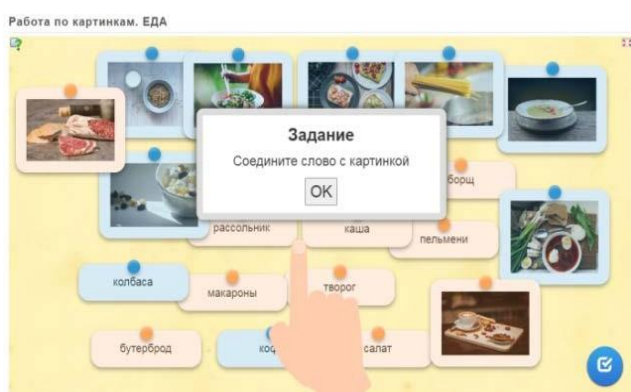 Работа по картинкам. ЕДА
Задание
Соедините слово с картинкой
OK
борщ
рассольник
каша
пельмени
колбаса
макароны
творог
бутерброд
салат